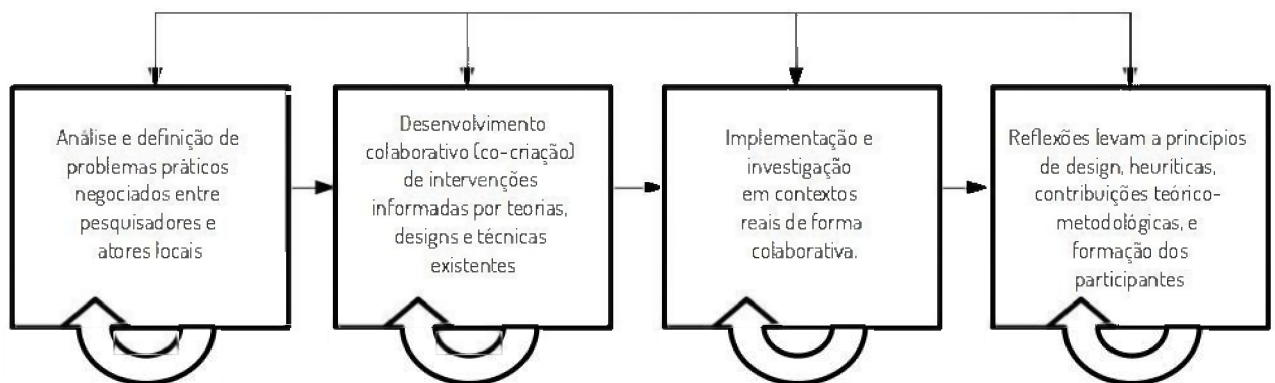 Análise e definição de
problemas práticos
negociados entre
pesquisadores e
atores locais
Desenvolvimento
colaborativo (co-criação)
de intervenções
informadas por teorias,
designs e técnicas
existentes
Implementação e
investigação
em contextos
reais de forma
colaborativa.
Reflexões levam a princípios
de design, heuríticas,
contribuições teórico-
metodológicas, e
formação dos
participantes